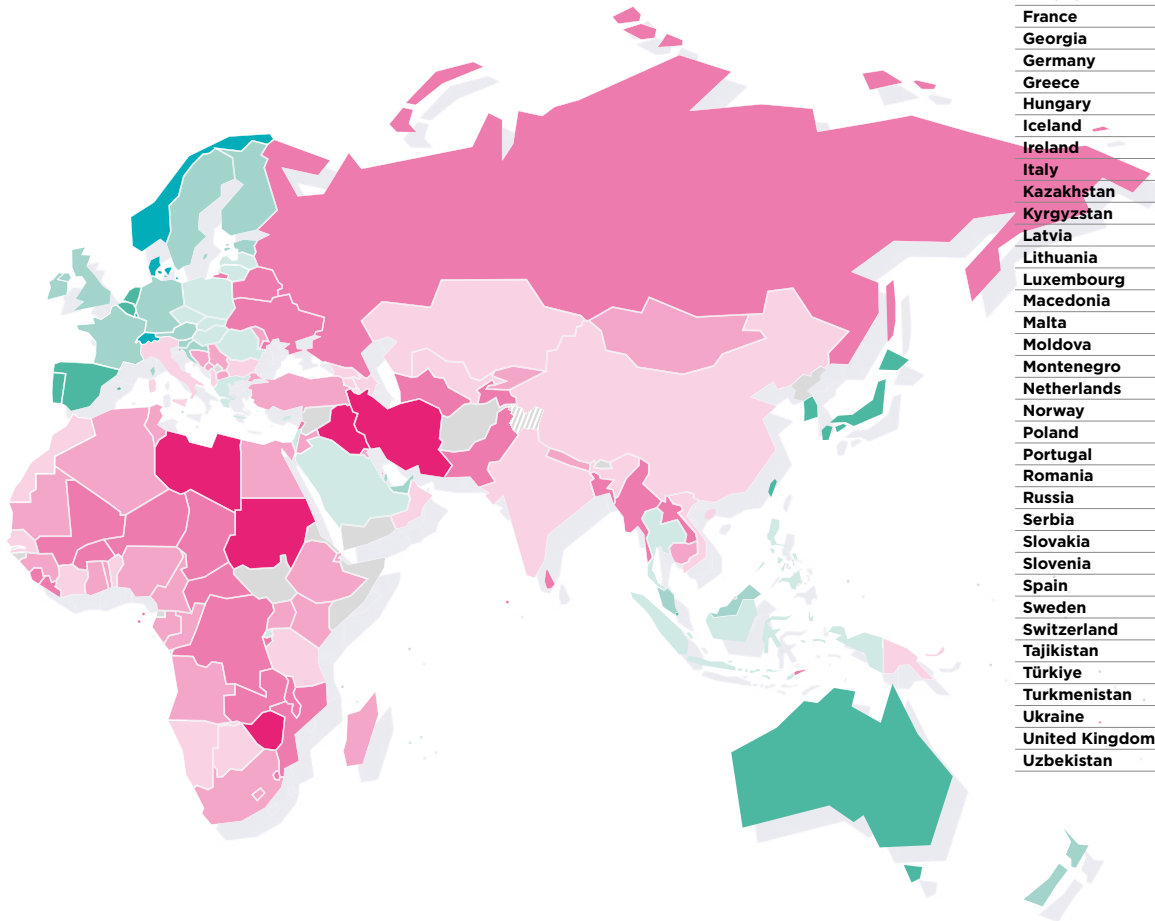 France
Georgia
Germany
Greece
Hungary
Iceland
Ireland
Italy
Kazakhstan
Kyrgyzstan
Latvia
Lithuania
Luxembourg
Macedonia
Malta
Moldova
Montenegro
Netherlands
Norway
Poland
Portugal
Romania
Russia
Serbia
Slovakia
Slovenia
Spain
Sweden
Switzerland
Tajikistan
Türkiye
Turkmenistan
Ukraine
United Kingdom
Uzbekistan